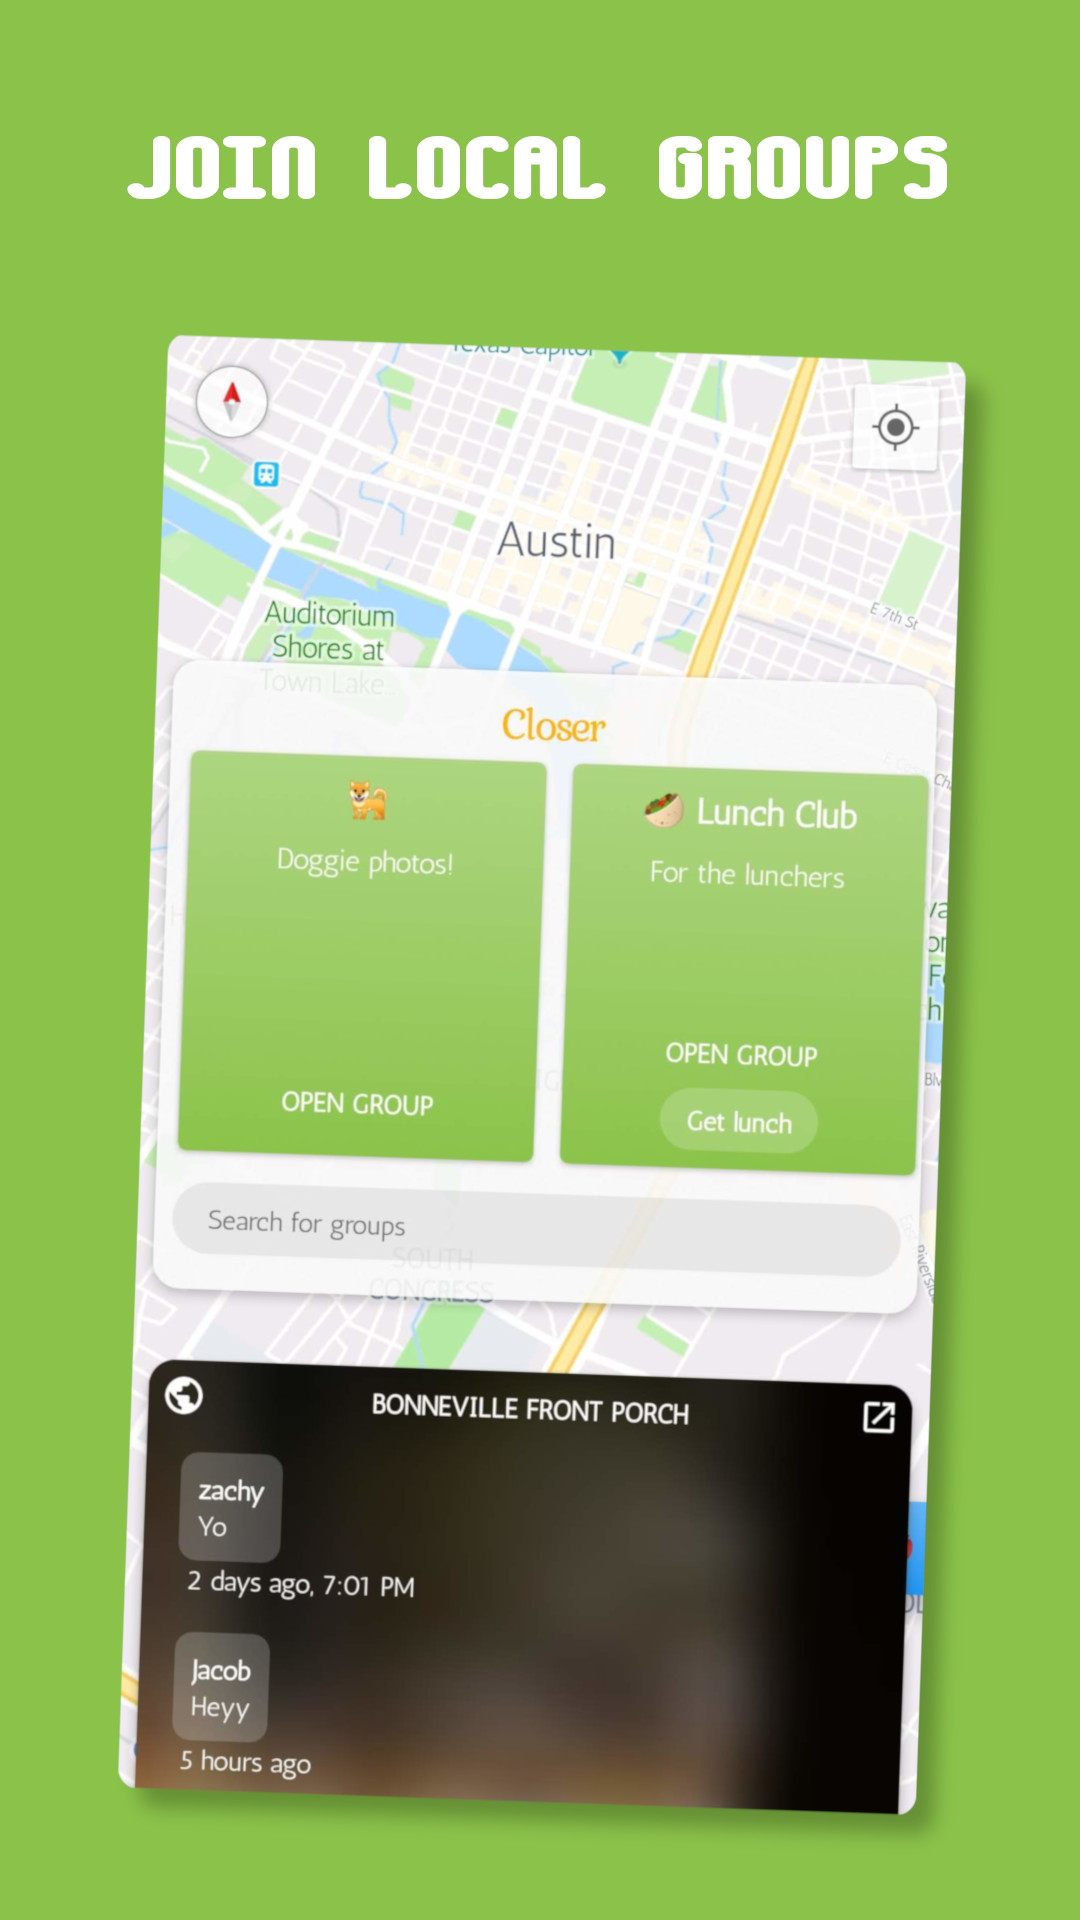 JOIN LOCAL GROUPS
Texas Capitol
Austin
E 7th St
Auditorium
Shores at
Town Lake
Closer
Doggie photos!
OPEN GROUP
Lunch Club
For the lunchers
OPEN GROUP
Get lunch
Search for groups
SOUTH
CONGRESS
BONNEVILLE FRONT PORCH
zachy
Yo
2 days ago, 7:01 PM
Jacob
Heyy
5 hours ago